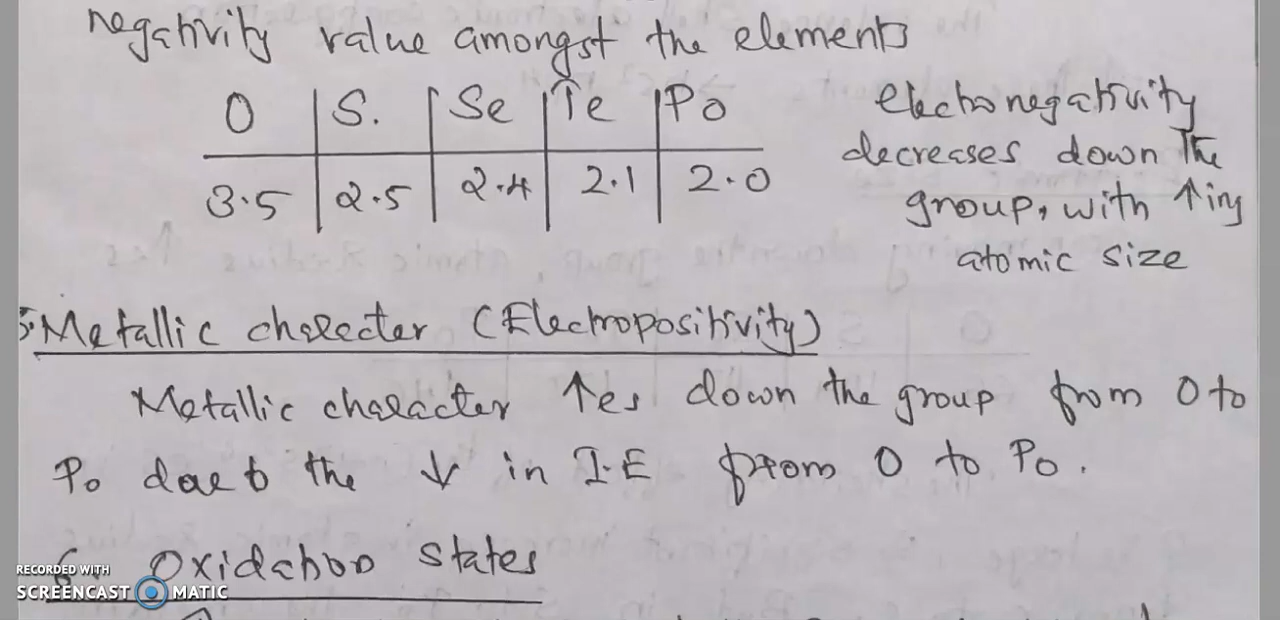 negativity value amongst the elements
O | S. | Se | Te | Po
3.5 | 2.5 | 2.4 | 2.1 | 2.0
electronegativity
decreases down the
group, with ↑ing
atomic size
5. Metallic charecter (Electropositivity)
Metallic character ↑es down the group from O to
Po due to the ↓ in I.E from O to Po.
6. Oxidation states
RECORDED WITH
SCREENCAST MATIC